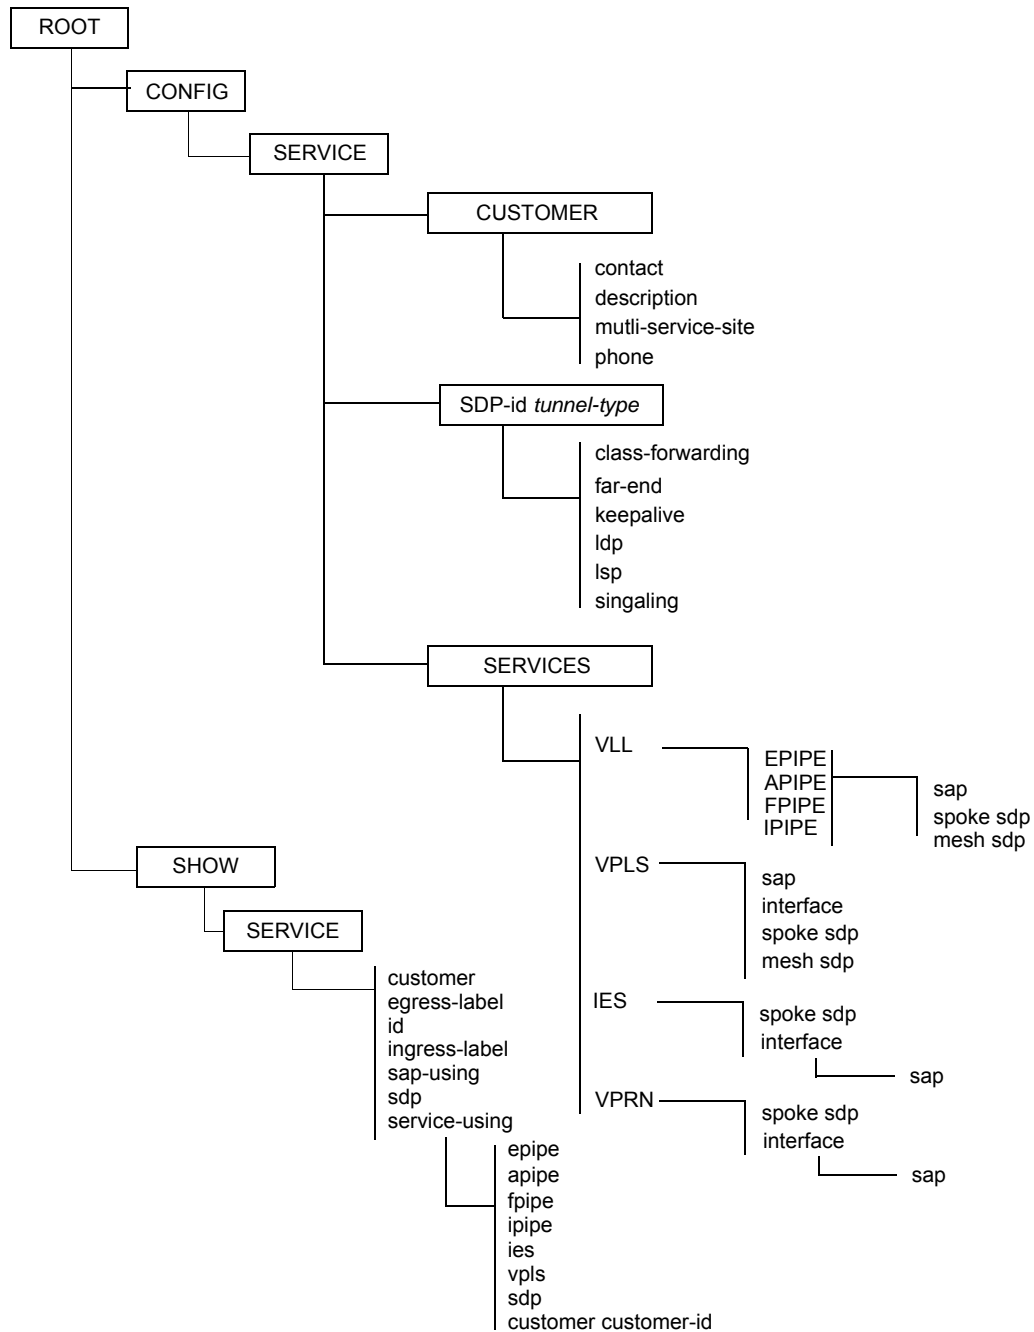 ROOT
CONFIG
SERVICE
CUSTOMER
contact
description
mutli-service-site
phone
SDP-id tunnel-type
class-forwarding
far-end
keepalive
ldp
lsp
singaling
SERVICES
VLL
EPIPE
APIPE
FPIPE
IPIPE
sap
spoke sdp
mesh sdp
VPLS
sap
interface
spoke sdp
mesh sdp
IES
spoke sdp
interface
sap
VPRN
spoke sdp
interface
sap
SHOW
SERVICE
customer
egress-label
id
ingress-label
sap-using
sdp
service-using
epipe
apipe
fpipe
ipipe
ies
vpls
sdp
customer customer-id